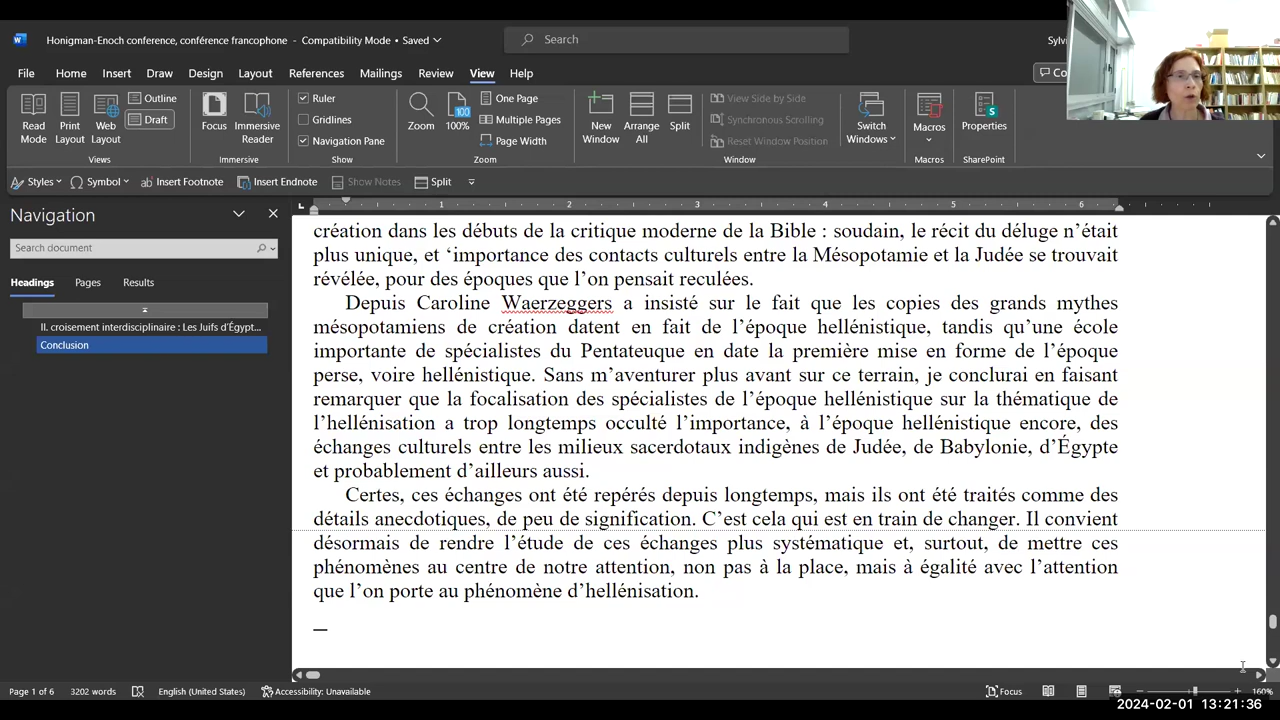 Honigman-Enoch conference, conférence francophone - Compatibility Mode • Saved
Search
Sylvi
File Home Insert Draw Design Layout References Mailings Review View Help
Co
Read Mode
Print Layout
Web Layout
Outline
Draft
Views
Focus
Immersive Reader
Immersive
Ruler
Gridlines
Navigation Pane
Show
Zoom
100%
One Page
Multiple Pages
Page Width
Zoom
New Window
Arrange All
Split
View Side by Side
Synchronous Scrolling
Reset Window Position
Window
Switch Windows
Macros
Macros
Properties
SharePoint
Styles Symbol Insert Footnote Insert Endnote Show Notes Split
Navigation
Search document
Headings Pages Results
II. croisement interdisciplinaire : Les Juifs d'Égypt...
Conclusion
1 2 3 4 5 6
création dans les débuts de la critique moderne de la Bible : soudain, le récit du déluge n’était
plus unique, et ‘importance des contacts culturels entre la Mésopotamie et la Judée se trouvait
révélée, pour des époques que l’on pensait reculées.
Depuis Caroline Waerzeggers a insisté sur le fait que les copies des grands mythes
mésopotamiens de création datent en fait de l’époque hellénistique, tandis qu’une école
importante de spécialistes du Pentateuque en date la première mise en forme de l’époque
perse, voire hellénistique. Sans m’aventurer plus avant sur ce terrain, je conclurai en faisant
remarquer que la focalisation des spécialistes de l’époque hellénistique sur la thématique de
l’hellénisation a trop longtemps occulté l’importance, à l’époque hellénistique encore, des
échanges culturels entre les milieux sacerdotaux indigènes de Judée, de Babylonie, d’Égypte
et probablement d’ailleurs aussi.
Certes, ces échanges ont été repérés depuis longtemps, mais ils ont été traités comme des
détails anecdotiques, de peu de signification. C’est cela qui est en train de changer. Il convient
désormais de rendre l’étude de ces échanges plus systématique et, surtout, de mettre ces
phénomènes au centre de notre attention, non pas à la place, mais à égalité avec l’attention
que l’on porte au phénomène d’hellénisation.
Page 1 of 6 3202 words English (United States) Accessibility: Unavailable Focus 160%
2024-02-01 13:21:36